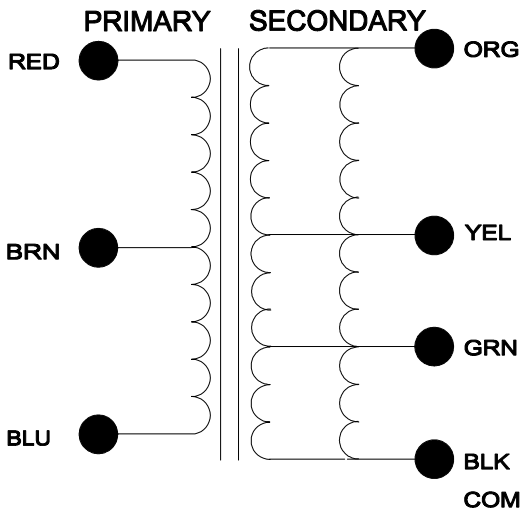 PRIMARY SECONDARY
RED
ORG
BRN
YEL
GRN
BLU
BLK
COM